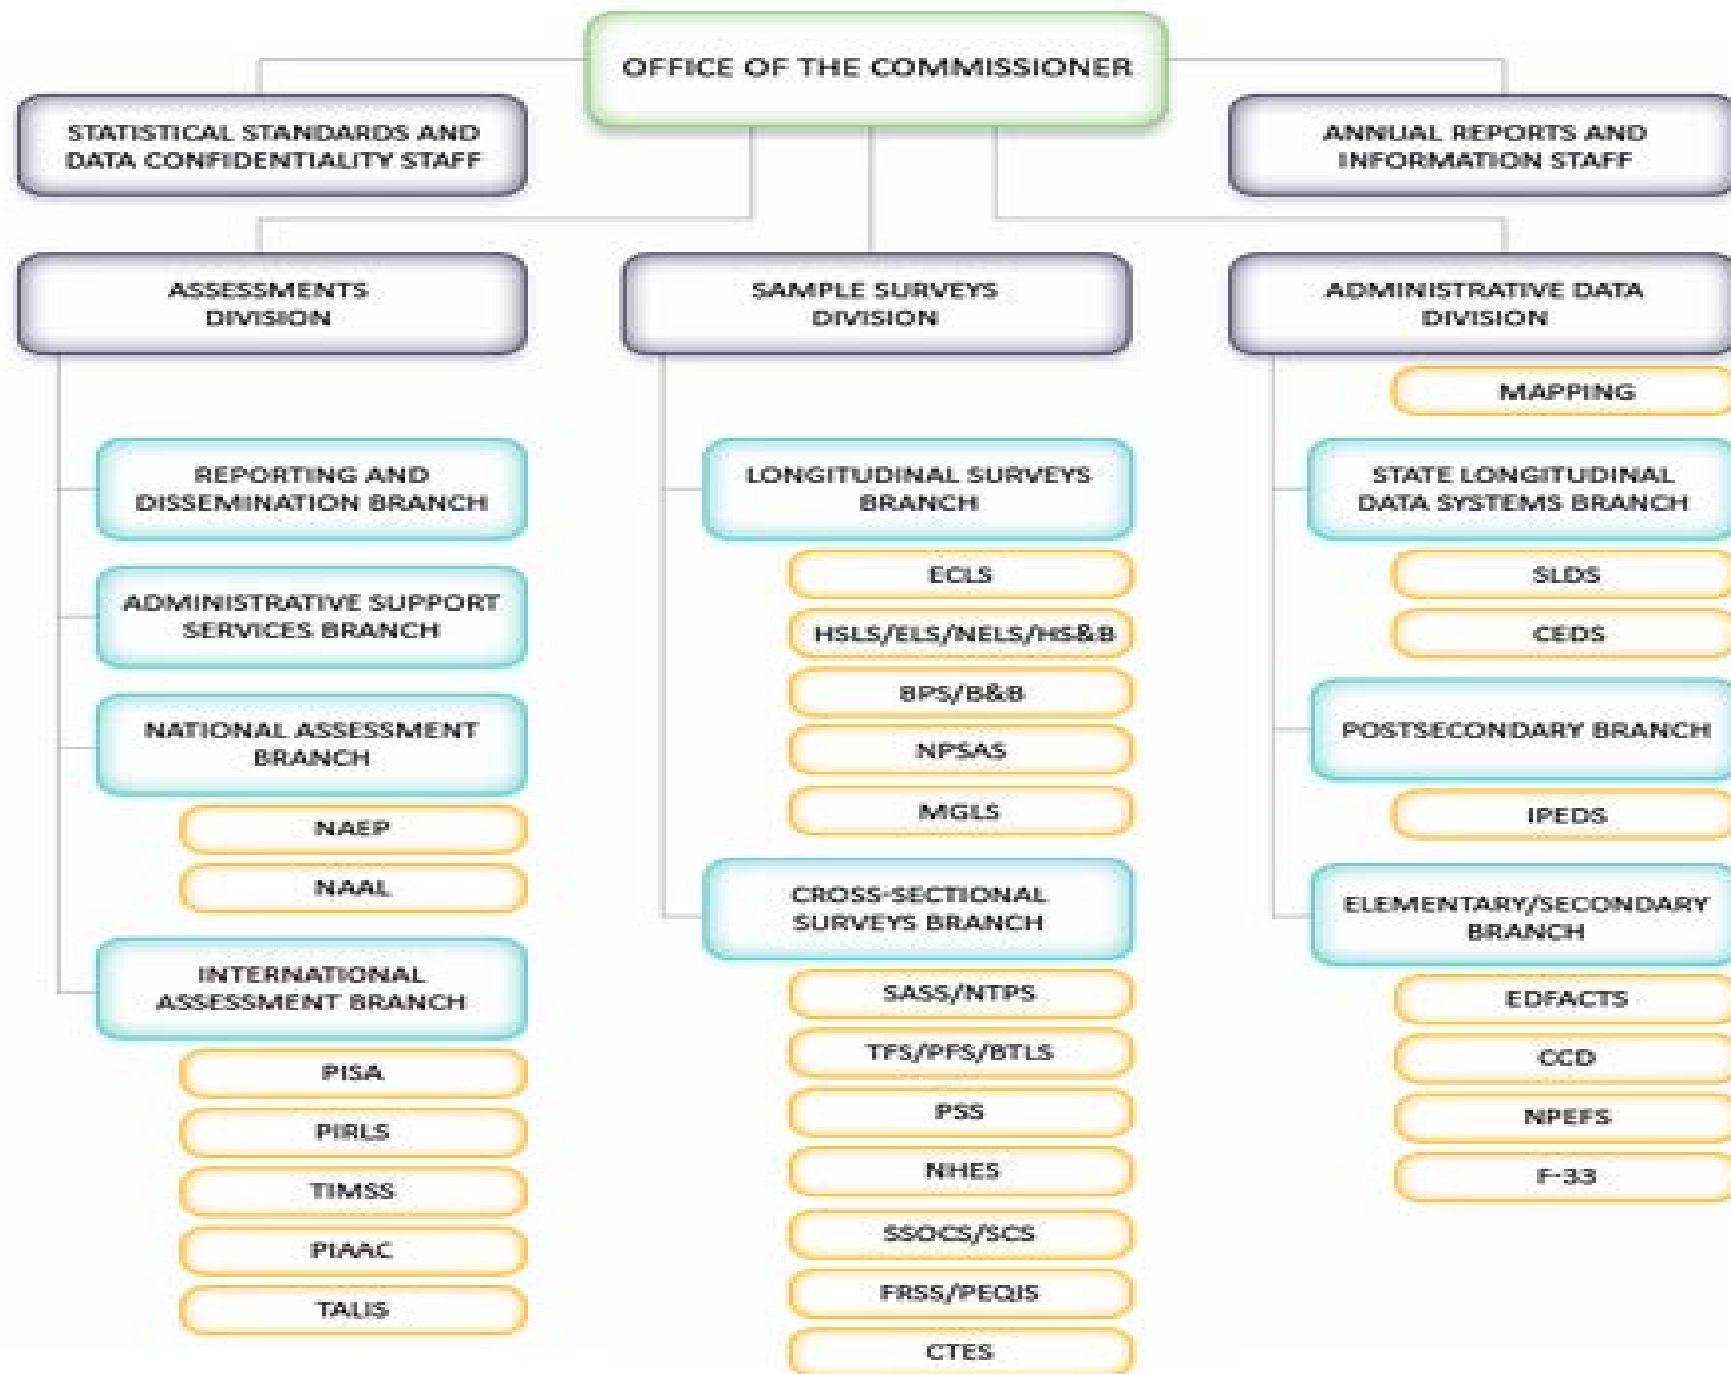 OFFICE OF THE COMMISSIONER
STATISTICAL STANDARDS AND
DATA CONFIDENTIALITY STAFF
ANNUAL REPORTS AND
INFORMATION STAFF
ASSESSMENTS
DIVISION
REPORTING AND
DISSEMINATION BRANCH
ADMINISTRATIVE SUPPORT
SERVICES BRANCH
NATIONAL ASSESSMENT
BRANCH
NAEP
NAAL
INTERNATIONAL
ASSESSMENT BRANCH
PISA
PIRLS
TIMSS
PIAAC
TALIS
SAMPLE SURVEYS
DIVISION
LONGITUDINAL SURVEYS
BRANCH
ECLS
HSLS/ELS/NELS/HS&B
BPS/B&B
NPSAS
MGLS
CROSS-SECTIONAL
SURVEYS BRANCH
SASS/NTPS
TFS/PFS/BTLS
PSS
NHES
SSOCS/SCS
FRSS/PEQIS
CTES
ADMINISTRATIVE DATA
DIVISION
MAPPING
STATE LONGITUDINAL
DATA SYSTEMS BRANCH
SLDS
CEDS
POSTSECONDARY BRANCH
IPEDS
ELEMENTARY/SECONDARY
BRANCH
EDFACTS
CCD
NPEFS
F-33